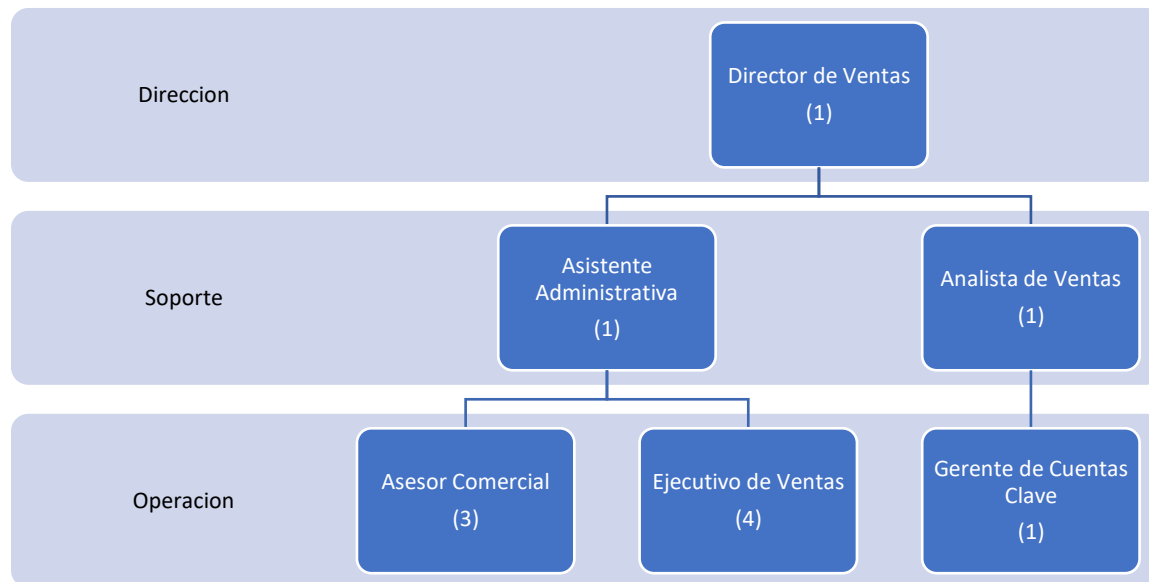 Direccion
Director de Ventas
(1)
Soporte
Asistente
Administrativa
(1)
Analista de Ventas
(1)
Operacion
Asesor Comercial
(3)
Ejecutivo de Ventas
(4)
Gerente de Cuentas
Clave
(1)